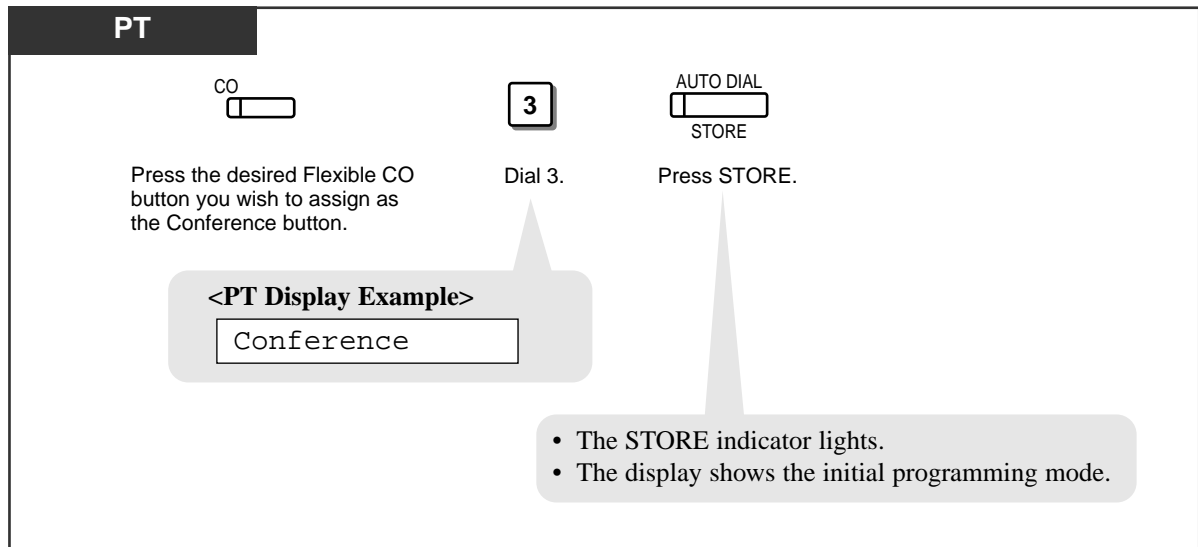 PT
CO
3
AUTO DIAL
STORE
Press the desired Flexible CO
button you wish to assign as
the Conference button.
Dial 3.
Press STORE.
<PT Display Example>
Conference
• The STORE indicator lights.
• The display shows the initial programming mode.